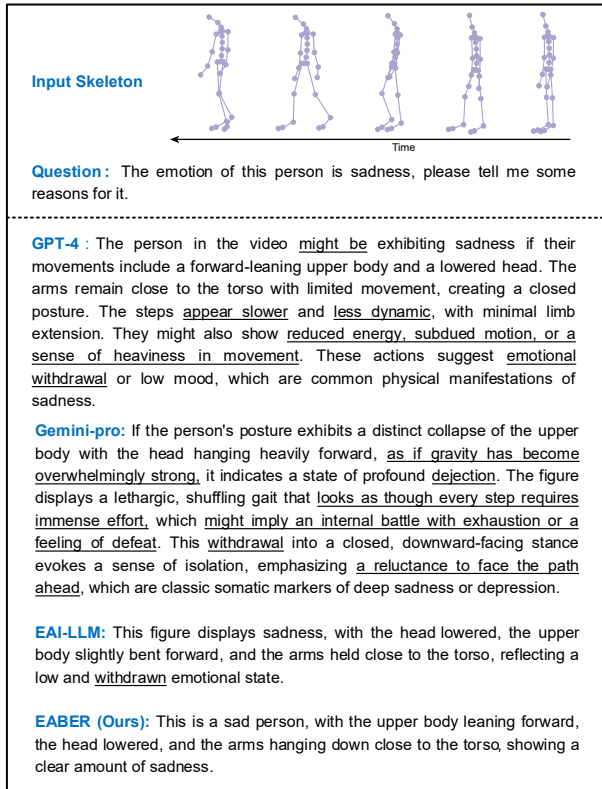 Input Skeleton
Time
Question : The emotion of this person is sadness, please tell me some
reasons for it.
GPT-4 : The person in the video might be exhibiting sadness if their
movements include a forward-leaning upper body and a lowered head. The
arms remain close to the torso with limited movement, creating a closed
posture. The steps appear slower and less dynamic, with minimal limb
extension. They might also show reduced energy, subdued motion, or a
sense of heaviness in movement. These actions suggest emotional
withdrawal or low mood, which are common physical manifestations of
sadness.
Gemini-pro: If the person's posture exhibits a distinct collapse of the upper
body with the head hanging heavily forward, as if gravity has become
overwhelmingly strong, it indicates a state of profound dejection. The figure
displays a lethargic, shuffling gait that looks as though every step requires
immense effort, which might imply an internal battle with exhaustion or a
feeling of defeat. This withdrawal into a closed, downward-facing stance
evokes a sense of isolation, emphasizing a reluctance to face the path
ahead, which are classic somatic markers of deep sadness or depression.
EAI-LLM: This figure displays sadness, with the head lowered, the upper
body slightly bent forward, and the arms held close to the torso, reflecting a
low and withdrawn emotional state.
EABER (Ours): This is a sad person, with the upper body leaning forward,
the head lowered, and the arms hanging down close to the torso, showing a
clear amount of sadness.